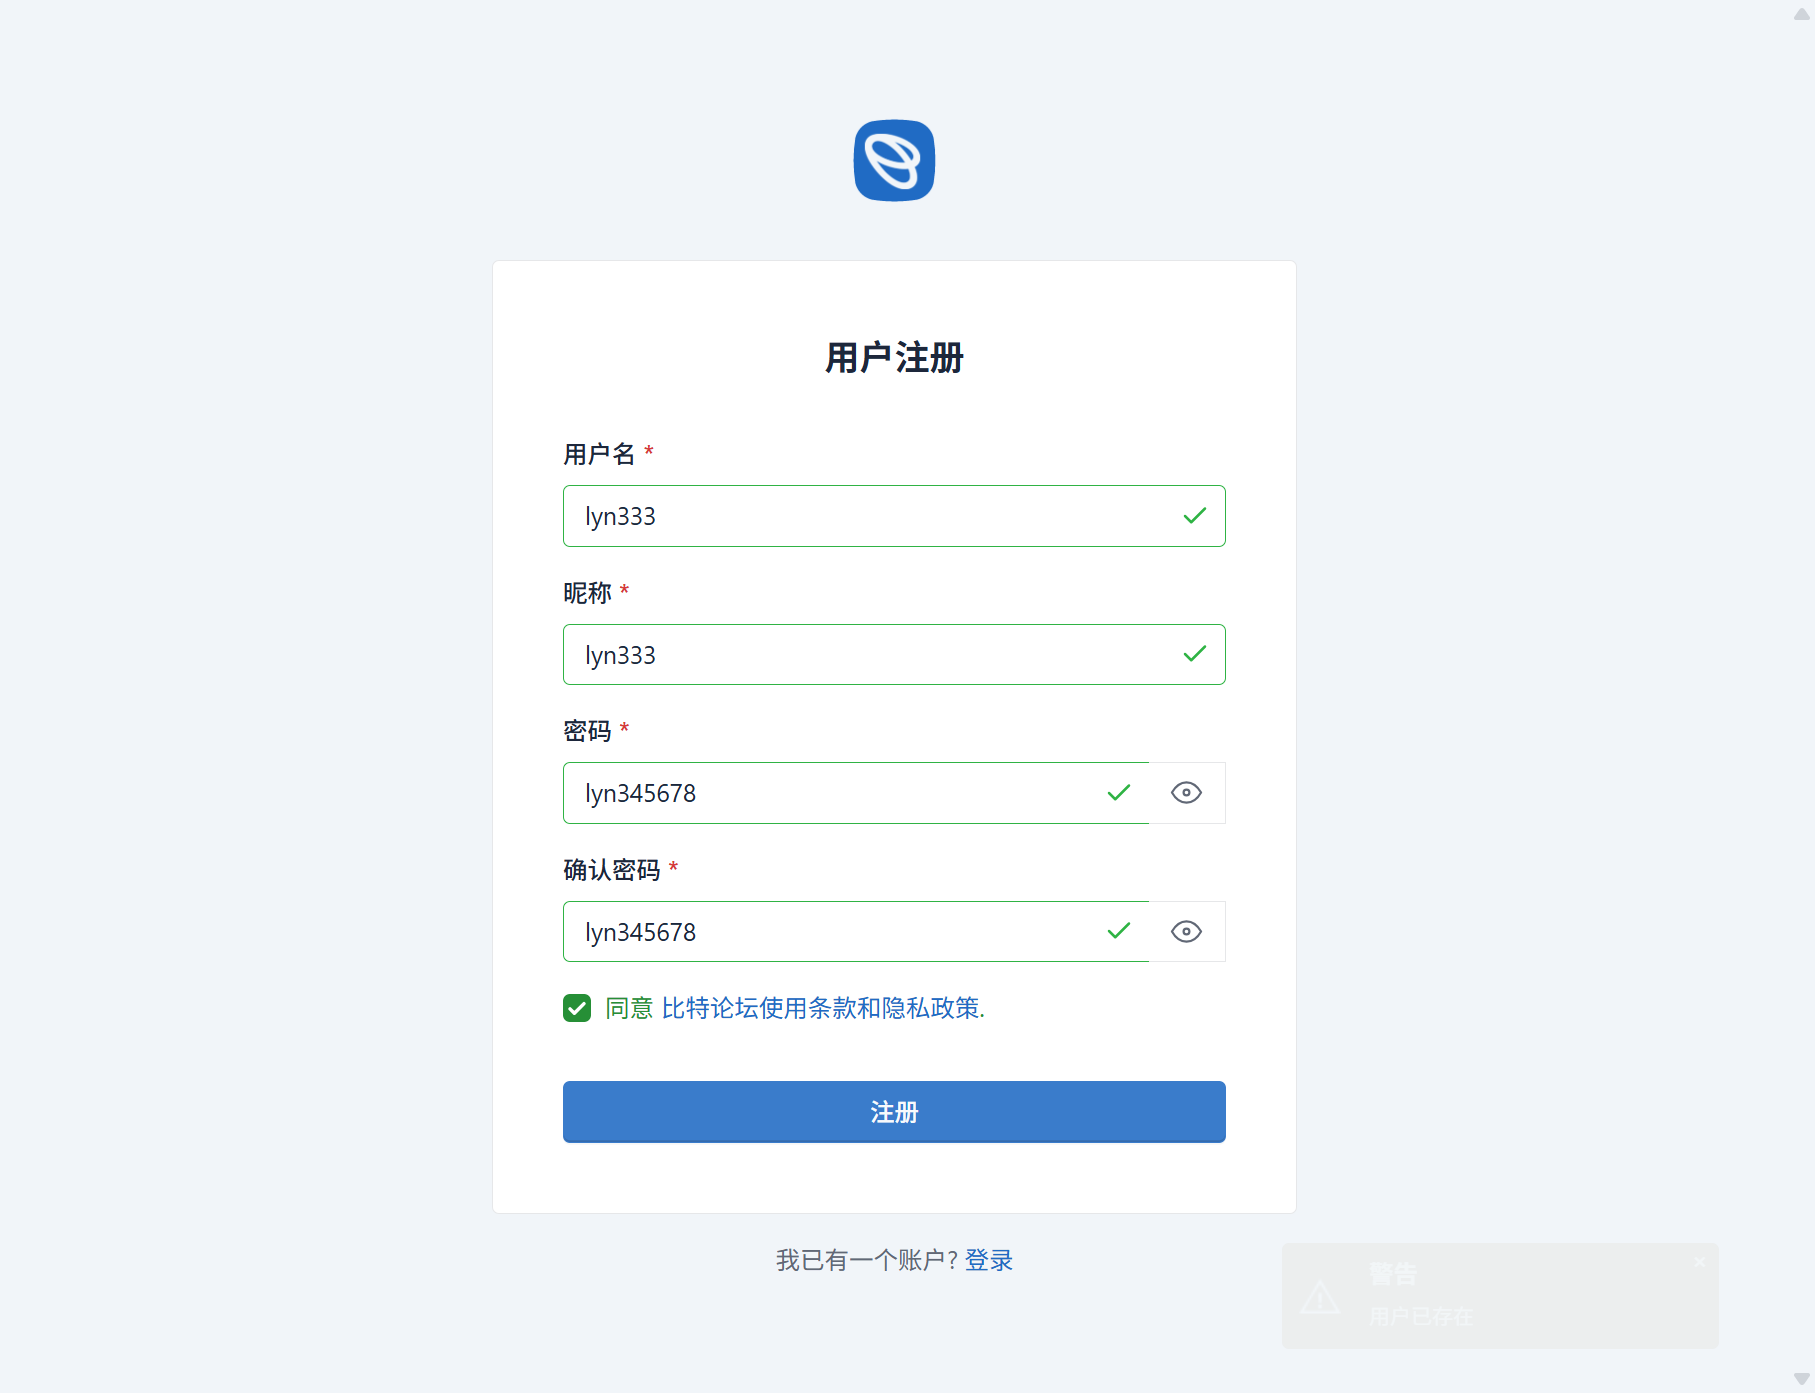 用户注册
用户名 *
lyn333
昵称 *
lyn333
密码 *
lyn345678
确认密码 *
lyn345678
同意 比特论坛使用条款和隐私政策.
注册
我已有一个账户? 登录
警告
用户已存在